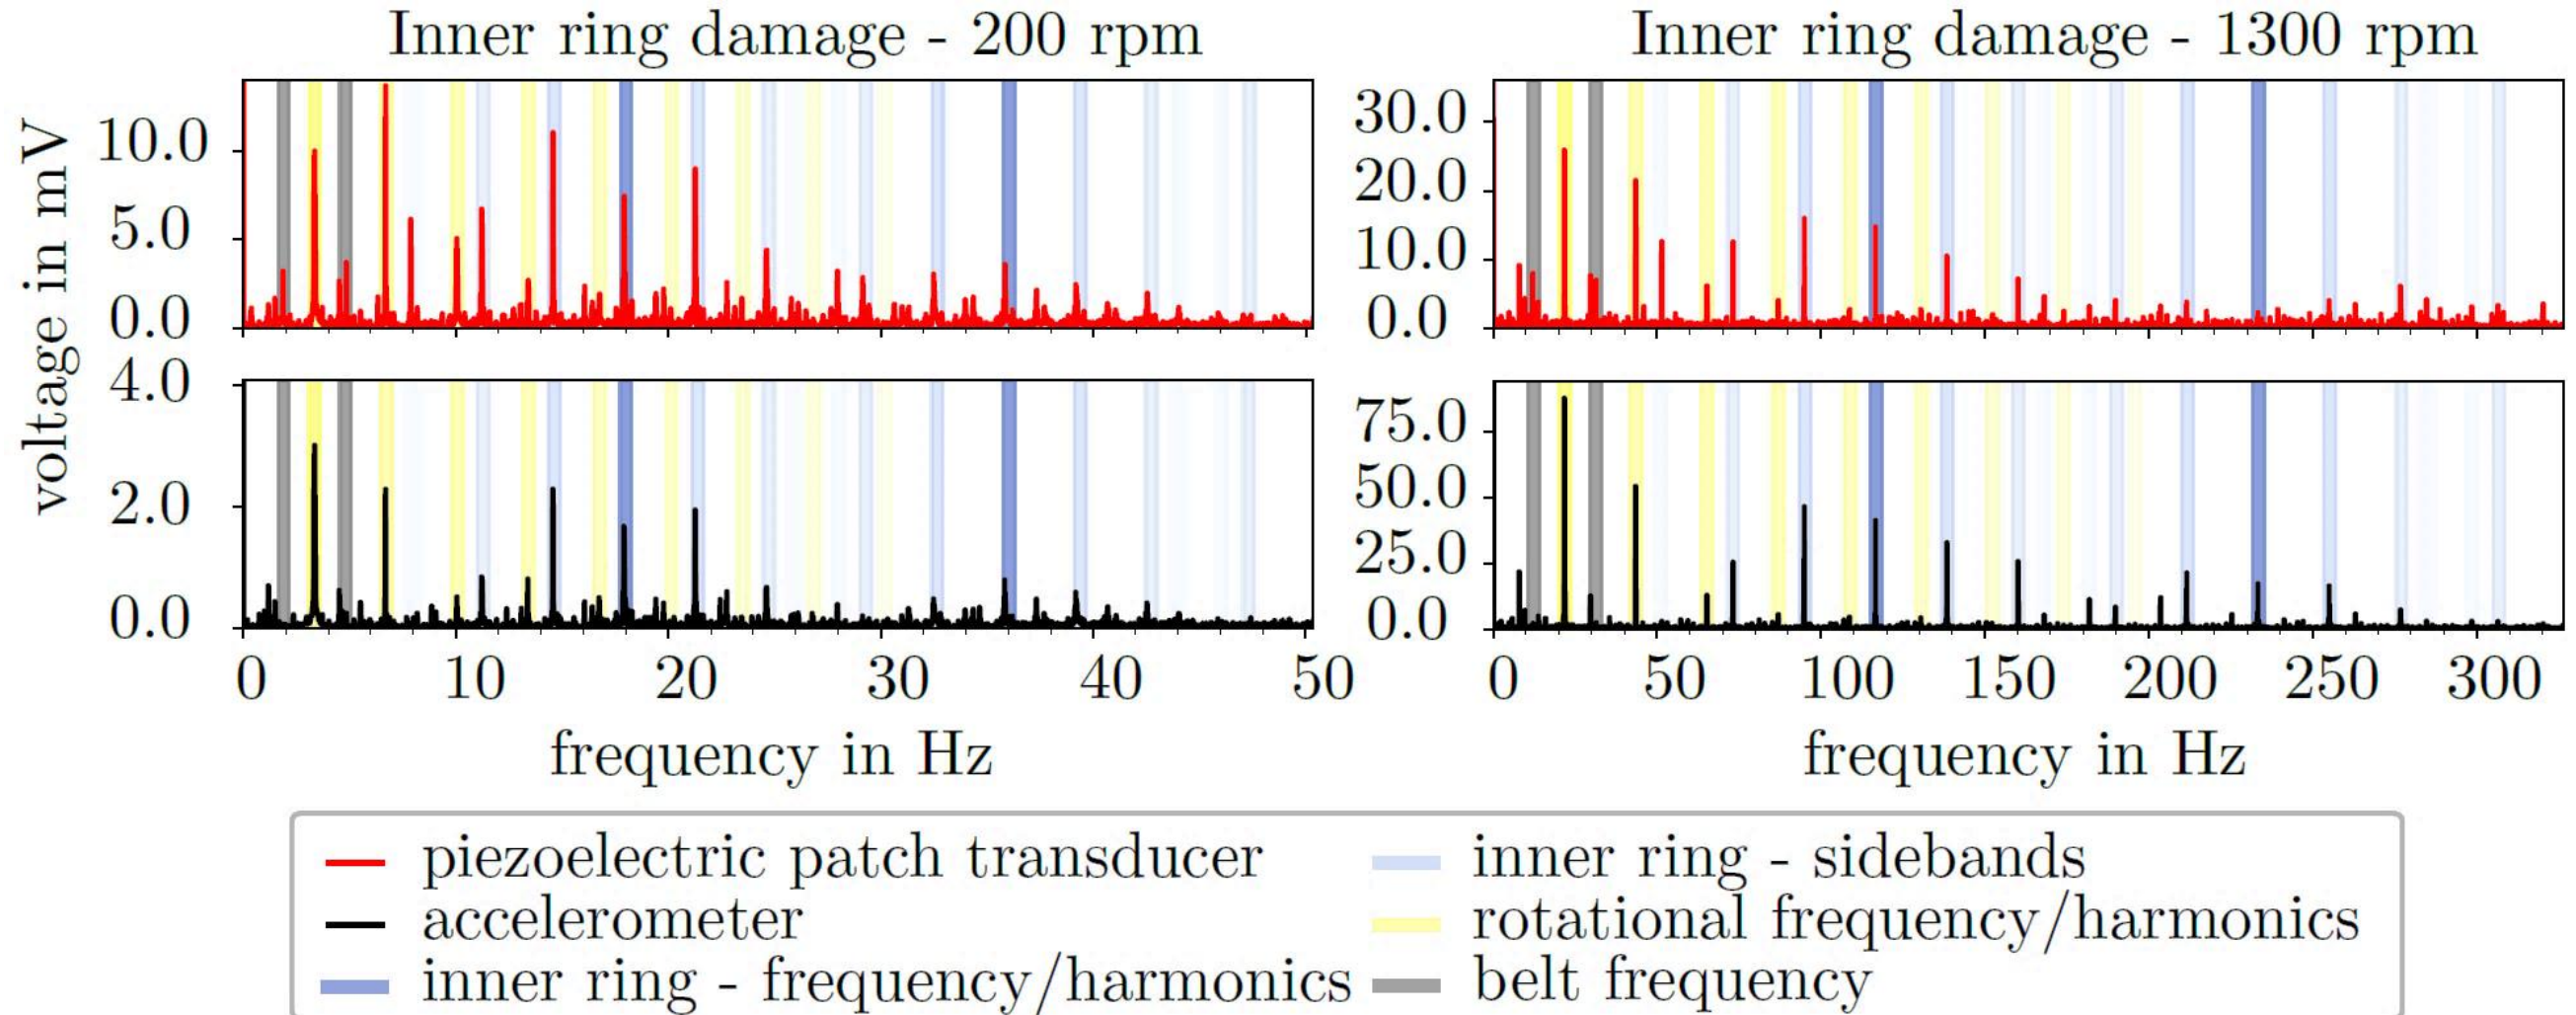 Inner ring damage - 200 rpm
Inner ring damage - 1300 rpm
voltage in mV
10.0
5.0
0.0
4.0
2.0
0.0
30.0
20.0
10.0
0.0
75.0
50.0
25.0
0.0
0 10 20 30 40 50
0 50 100 150 200 250 300
frequency in Hz
frequency in Hz
piezoelectric patch transducer
accelerometer
inner ring - frequency/harmonics
inner ring - sidebands
rotational frequency/harmonics
belt frequency